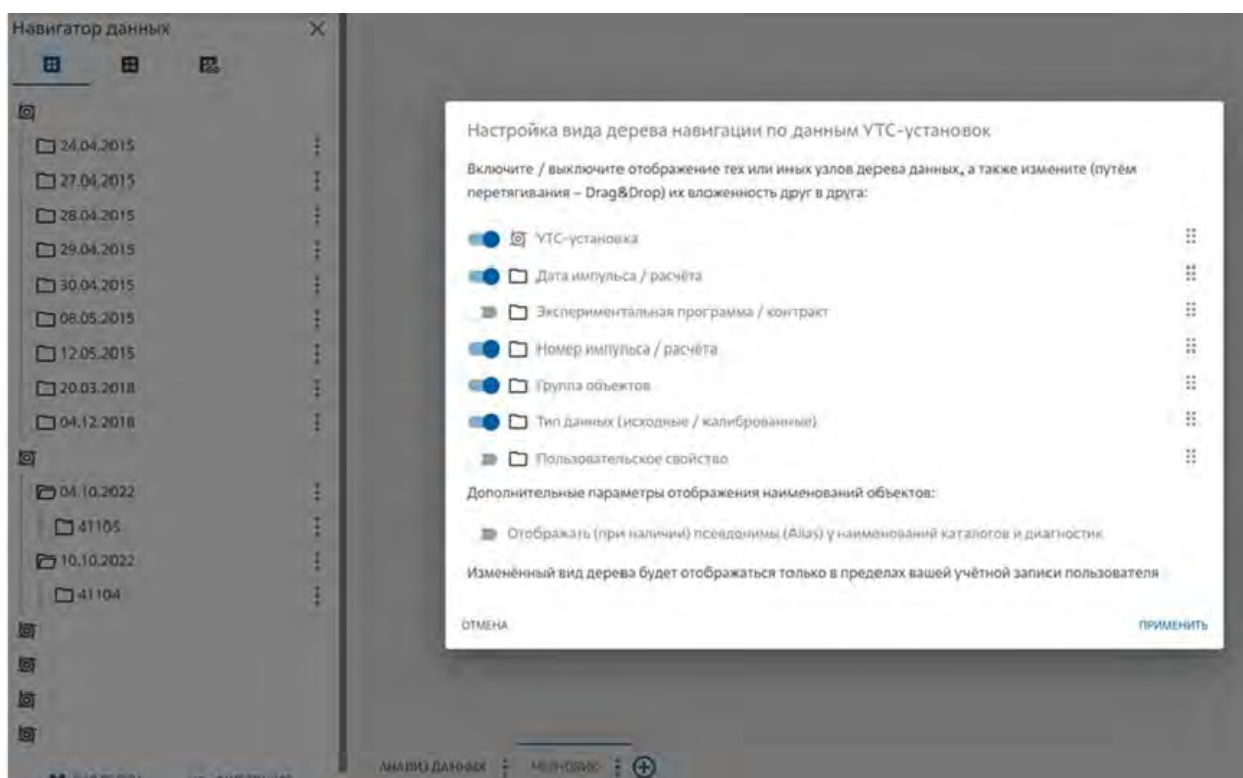 Навигатор данных
24.04.2015
27.04.2015
28.04.2015
29.04.2015
30.04.2015
08.05.2015
12.05.2015
20.03.2018
04.12.2018
04.10.2022
41105
10.10.2022
41104
Настройка вида дерева навигации по данным УТС-установок
Включите / выключите отображение тех или иных узлов дерева данных, а также измените (путём
перетягивания – Drag&Drop) их вложенность друг в друга:
УТС-установка
Дата импульса / расчёта
Экспериментальная программа / контракт
Номер импульса / расчёта
Группа объектов
Тип данных (исходные / калиброванные)
Пользовательское свойство
Дополнительные параметры отображения наименований объектов:
Отображать (при наличии) псевдонимы (Alias) у наименований каталогов и диагностик
Изменённый вид дерева будет отображаться только в пределах вашей учётной записи пользователя
ОТМЕНА
ПРИМЕНИТЬ
АНАЛИЗ ДАННЫХ
ЧЕРНОВИК